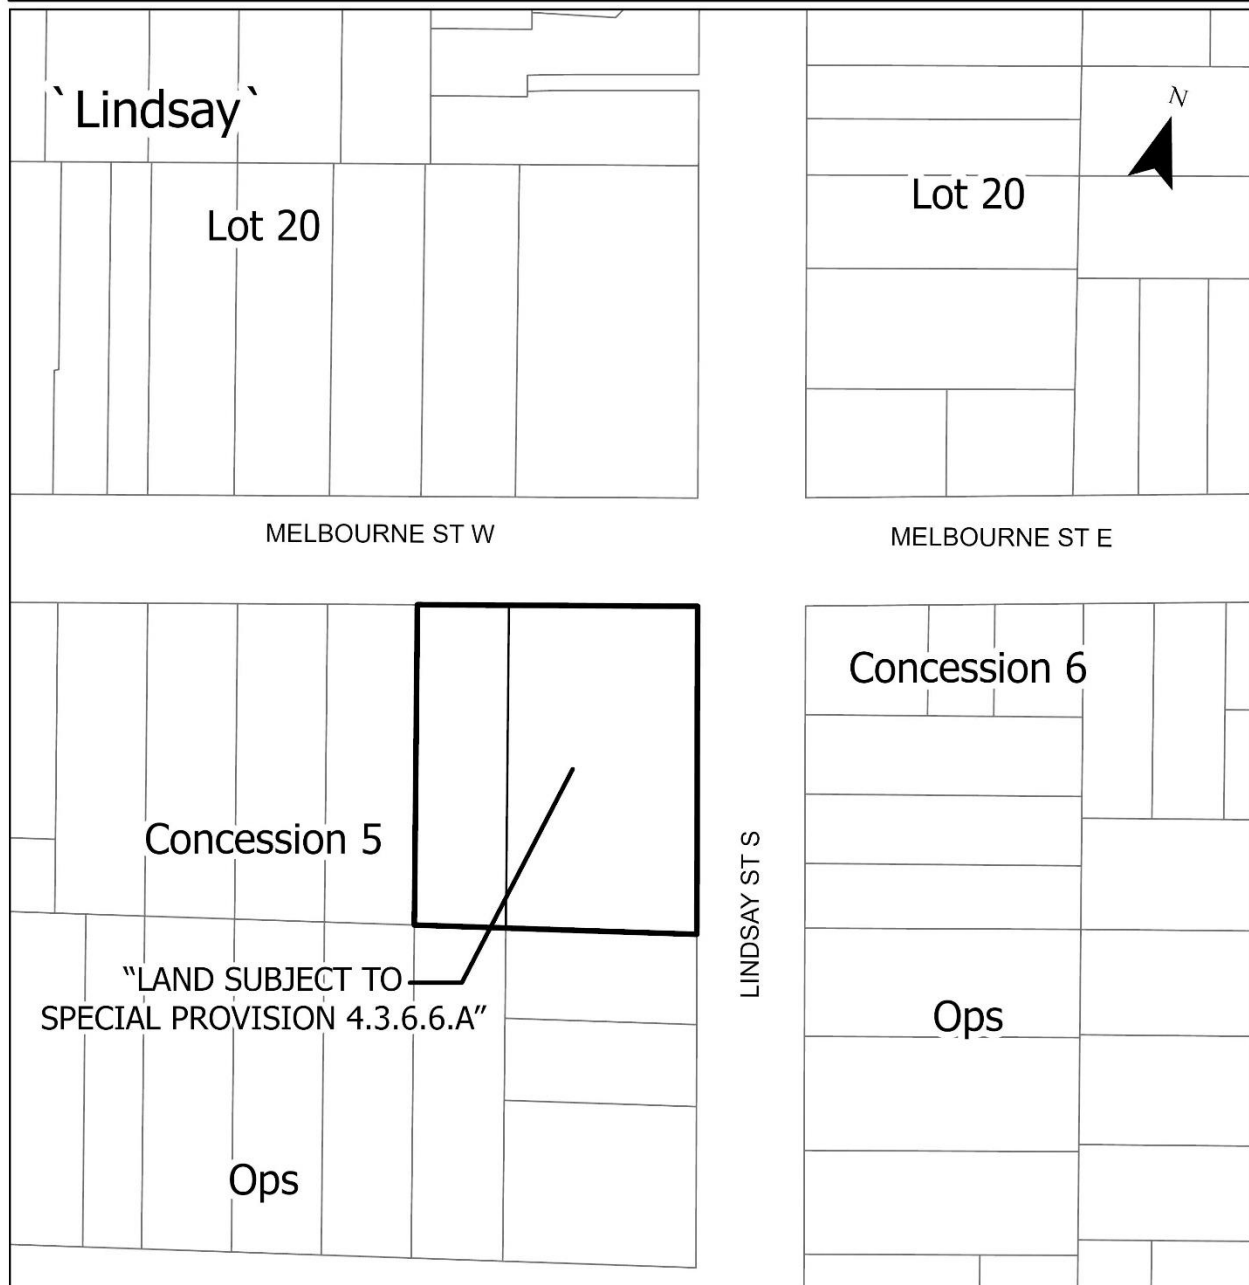 `Lindsay`
N
Lot 20
Lot 20
MELBOURNE ST W
MELBOURNE ST E
Concession 6
Concession 5
LINDSAY ST S
“LAND SUBJECT TO
SPECIAL PROVISION 4.3.6.6.A”
Ops
Ops